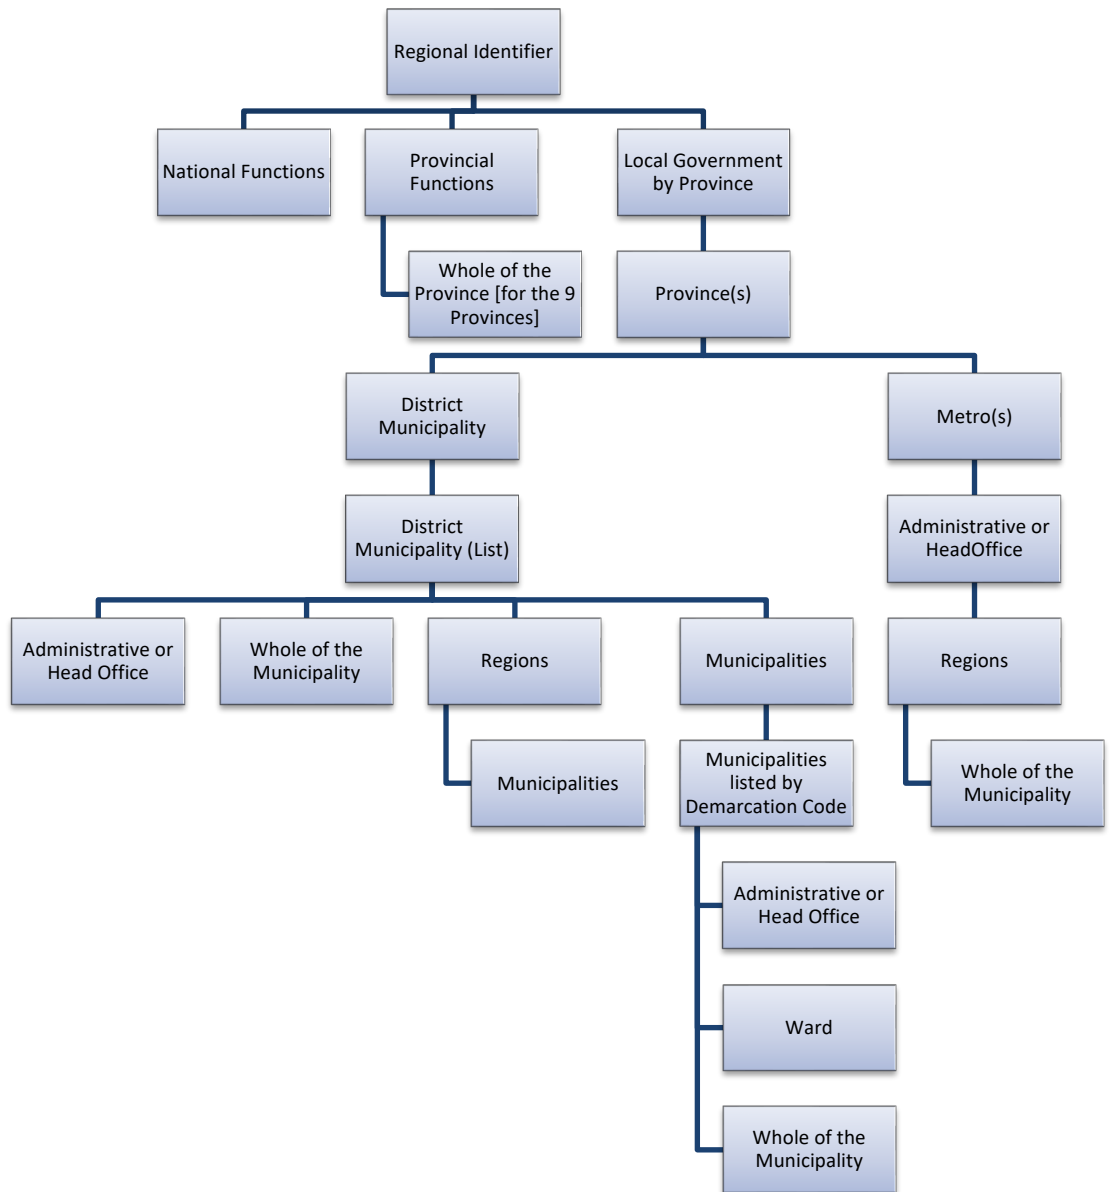 Regional Identifier
National Functions
Provincial
Functions
Local Government
by Province
Whole of the
Province [for the 9
Provinces]
Province(s)
District
Municipality
Metro(s)
District
Municipality (List)
Administrative or
HeadOffice
Administrative or
Head Office
Whole of the
Municipality
Regions
Municipalities
Regions
Municipalities
Municipalities
listed by
Demarcation Code
Whole of the
Municipality
Administrative or
Head Office
Ward
Whole of the
Municipality